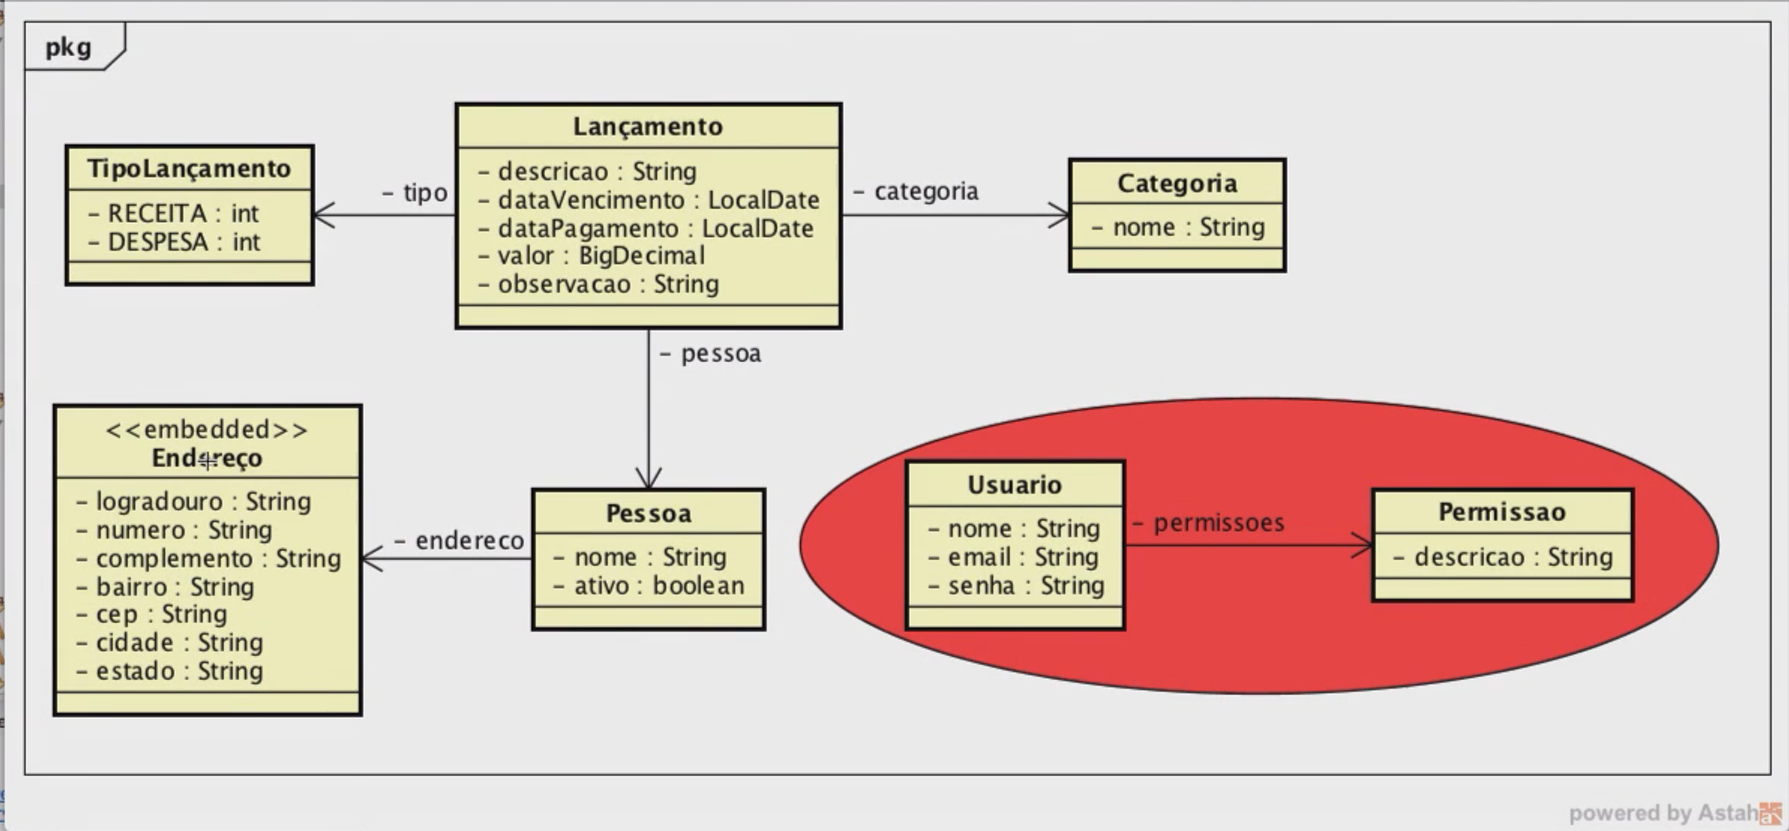 pkg
TipoLançamento
- RECEITA : int
- DESPESA : int
- tipo
Lançamento
- descricao : String
- dataVencimento : LocalDate
- dataPagamento : LocalDate
- valor : BigDecimal
- observacao : String
- categoria
Categoria
- nome : String
- pessoa
<<embedded>>
Endereço
- logradouro : String
- numero : String
- complemento : String
- bairro : String
- cep : String
- cidade : String
- estado : String
- endereco
Pessoa
- nome : String
- ativo : boolean
Usuario
- nome : String
- email : String
- senha : String
- permissoes
Permissao
- descricao : String
powered by Astah